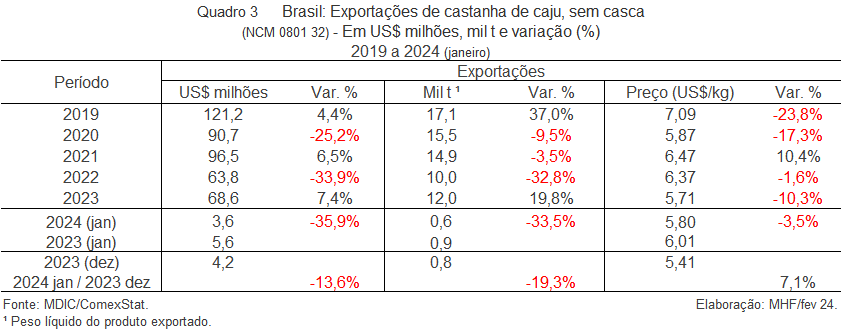 Quadro 3 Brasil: Exportações de castanha de caju, sem casca
(NCM 0801 32) - Em US$ milhões, mil t e variação (%)
2019 a 2024 (janeiro)
Período Exportações
US$ milhões Var. % Mil t ¹ Var. % Preço (US$/kg) Var. %
2019 121,2 4,4% 17,1 37,0% 7,09 -23,8%
2020 90,7 -25,2% 15,5 -9,5% 5,87 -17,3%
2021 96,5 6,5% 14,9 -3,5% 6,47 10,4%
2022 63,8 -33,9% 10,0 -32,8% 6,37 -1,6%
2023 68,6 7,4% 12,0 19,8% 5,71 -10,3%
2024 (jan) 3,6 -35,9% 0,6 -33,5% 5,80 -3,5%
2023 (jan) 5,6 0,9 6,01
2023 (dez) 4,2 0,8 5,41
2024 jan / 2023 dez -13,6% -19,3% 7,1%
Fonte: MDIC/ComexStat. Elaboração: MHF/fev 24.
¹ Peso líquido do produto exportado.